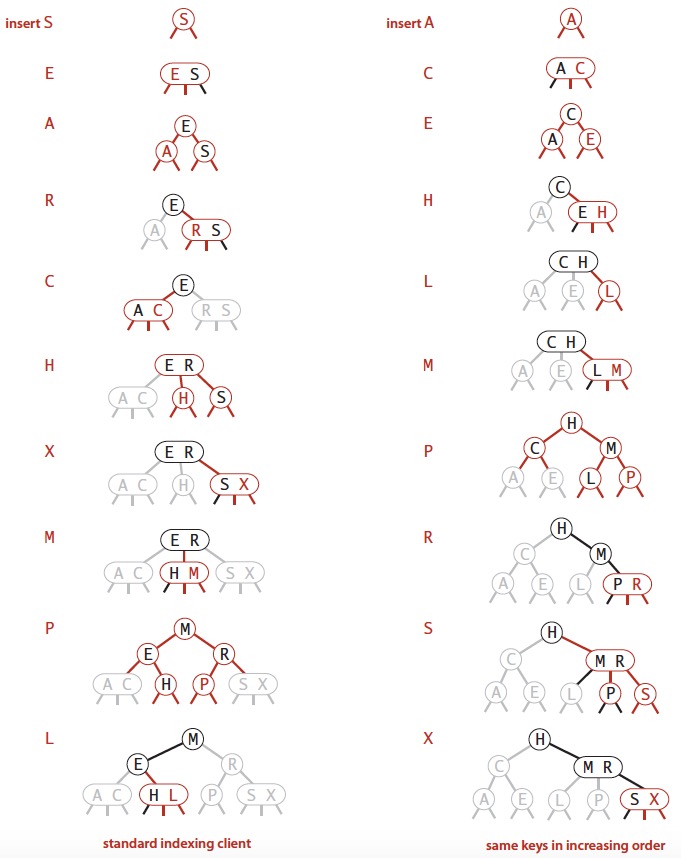 insert S
S
E
E S
A
E
A S
R
E
A R S
C
E
A C R S
H
E R
A C H S
X
E R
A C H S X
M
E R
A C H M S X
P
M
E R
A C H P S X
L
M
E R
A C H L P S X
standard indexing client
insert A
A
C
A C
E
C
A E
H
C
A E H
L
C H
A E L
M
C H
A E L M
P
H
C M
A E L P
R
H
C M
A E L P R
S
H
C M R
A E L P S
X
H
C M R
A E L P S X
same keys in increasing order